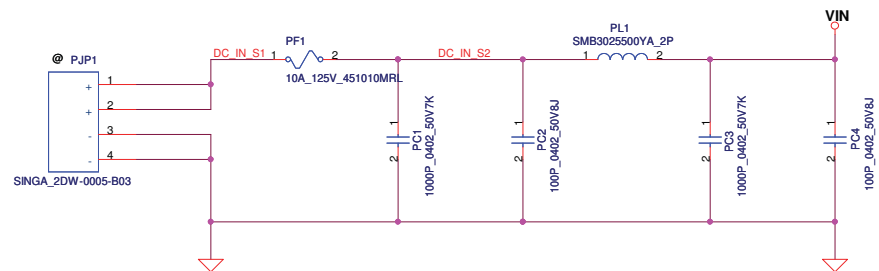 VIN
PL1
SMB3025500YA_2P
PF1
DC_IN_S1
DC_IN_S2
1
2
1
2
10A_125V_451010MRL
@ PJP1
+ 1
+ 2
- 3
- 4
SINGA_2DW-0005-B03
1
2
PC1
1000P_0402_50V7K
1
2
PC2
100P_0402_50V8J
1
2
PC3
1000P_0402_50V7K
1
2
PC4
100P_0402_50V8J